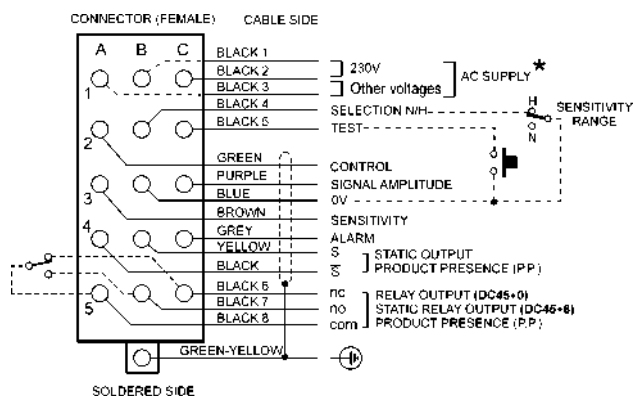 CONNECTOR (FEMALE) CABLE SIDE
A B C
BLACK 1
BLACK 2
BLACK 3
BLACK 4
BLACK 5
230V
Other voltages
AC SUPPLY *
SELECTION N/H
TEST
H
N
SENSITIVITY
RANGE
1
2
3
4
5
GREEN
PURPLE
BLUE
BROWN
GREY
YELLOW
BLACK
BLACK 6
BLACK 7
BLACK 8
GREEN-YELLOW
CONTROL
SIGNAL AMPLITUDE
0V
SENSITIVITY
ALARM
S
S̅
STATIC OUTPUT
PRODUCT PRESENCE (P.P.)
nc
no
com
RELAY OUTPUT (DC45+0)
STATIC RELAY OUTPUT (DC45+8)
PRODUCT PRESENCE (P.P.)
SOLDERED SIDE